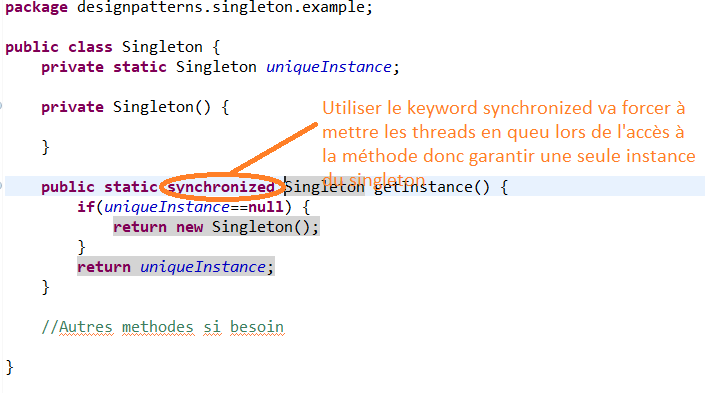 package designpatterns.singleton.example;
public class Singleton {
private static Singleton uniqueInstance;
private Singleton() {
Utiliser le keyword synchronized va forcer à
mettre les threads en queu lors de l'accès à
la méthode donc garantir une seule instance
du singleton
}
public static synchronized Singleton getInstance() {
if(uniqueInstance==null) {
return new Singleton();
}
return uniqueInstance;
}
//Autres methodes si besoin
}